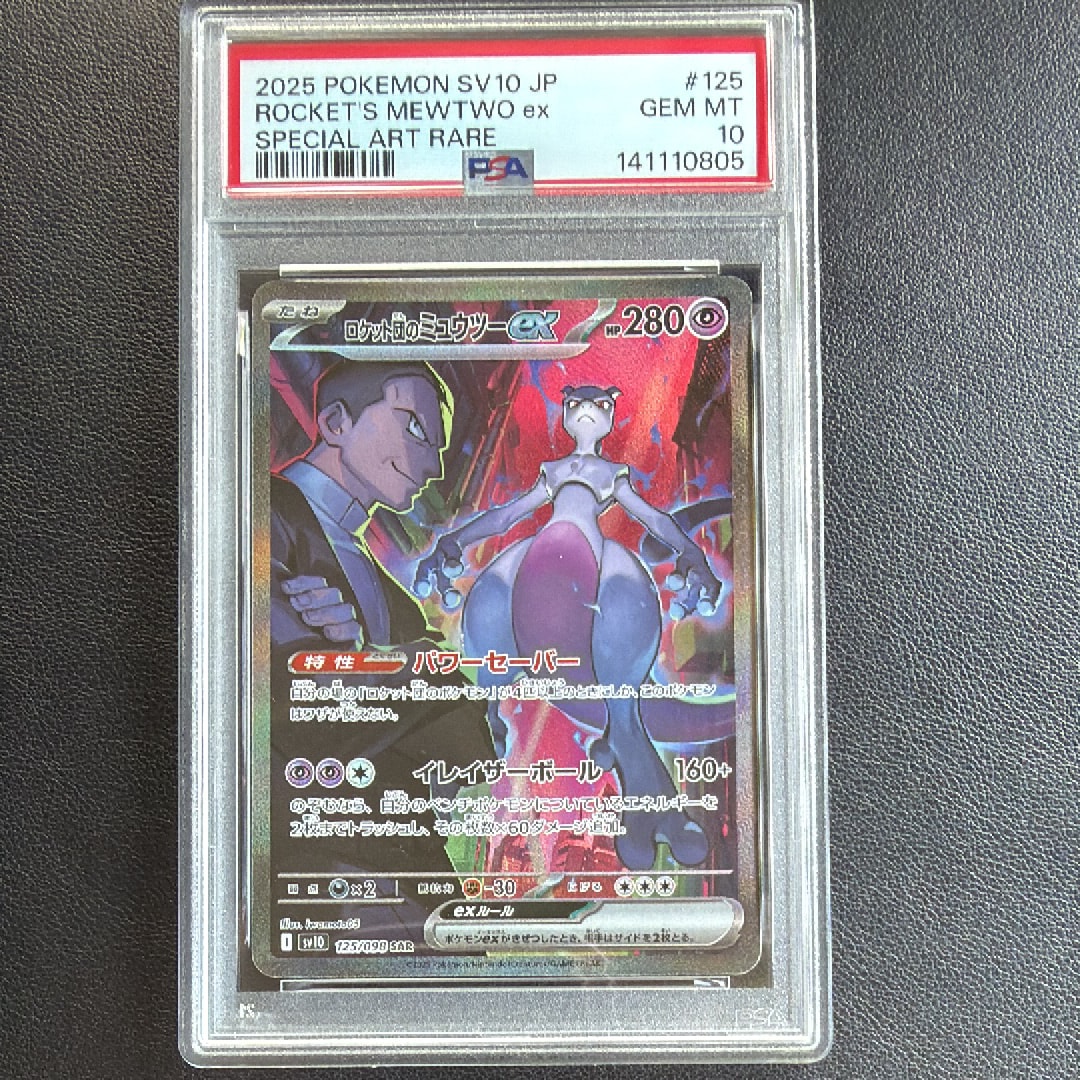 2025 POKEMON SV10 JP #125
ROCKET'S MEWTWO ex GEM MT
SPECIAL ART RARE 10
141110805
PSA
たね
ロケット団のミュウツーex HP 280
特性 パワーセーバー
自分の場の「ロケット団のポケモン」が4匹以上のときにしか、このポケモン
はワザが使えない。
イレイザーボール 160+
のぞむなら、自分のベンチポケモンについているエネルギーを
2枚までトラッシュし、その枚数×60ダメージ追加。
×2 抵抗力 -30 にげる
exルール
ポケモンexがきぜつしたとき、相手はサイドを2枚とる。
Illus. iwamoto05
I sv10 125/098 SAR